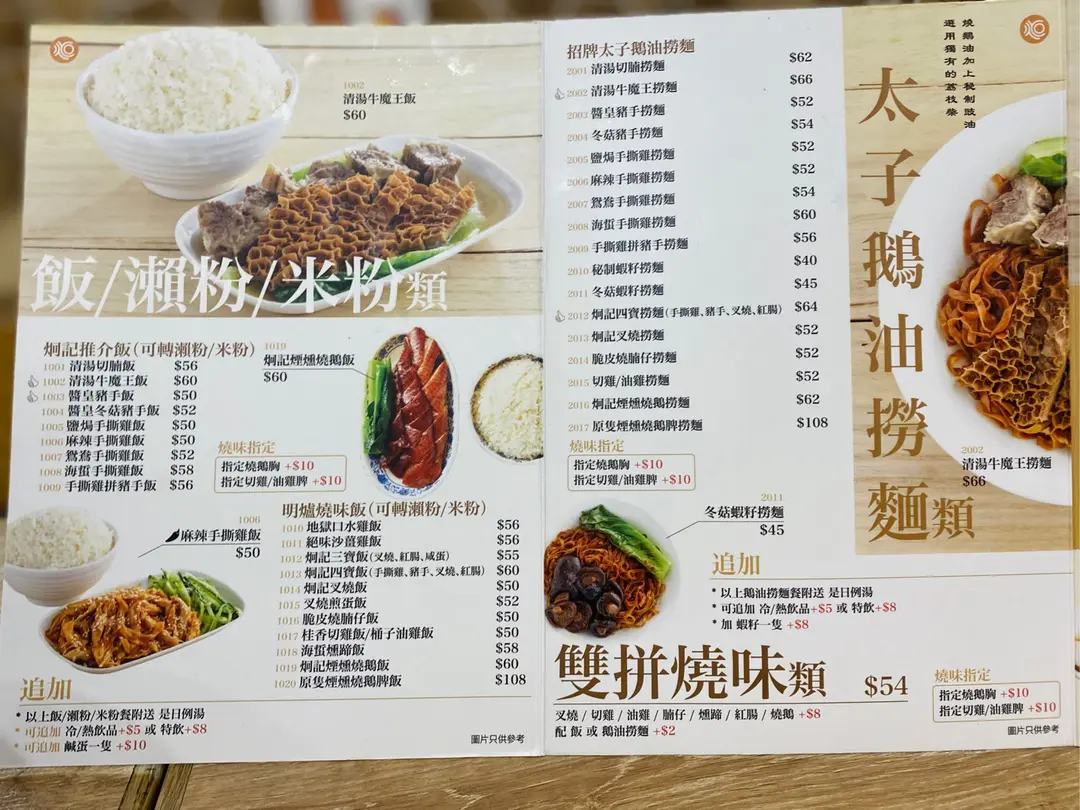 1002
清湯牛魔王飯
$60
飯/瀨粉/米粉類
炯記推介飯(可轉瀨粉/米粉)
1001 清湯切腩飯 $56
1002 清湯牛魔王飯 $60
1003 醬皇豬手飯 $50
1004 醬皇冬菇豬手飯 $52
1005 鹽焗手撕雞飯 $50
1006 麻辣手撕雞飯 $50
1007 鴛鴦手撕雞飯 $52
1008 海蜇手撕雞飯 $58
1009 手撕雞拼豬手飯 $56
1019
炯記煙燻燒鵝飯
$60
燒味指定
指定燒鵝胸 +$10
指定切雞/油雞脾 +$10
1006
麻辣手撕雞飯
$50
明爐燒味飯(可轉瀨粉/米粉)
1010 地獄口水雞飯 $56
1011 絕味沙薑雞飯 $56
1012 炯記三寶飯(叉燒、紅腸、咸蛋) $55
1013 炯記四寶飯(手撕雞、豬手、叉燒、紅腸) $60
1014 炯記叉燒飯 $50
1015 叉燒煎蛋飯 $52
1016 脆皮燒腩仔飯 $50
1017 桂香切雞飯/桶子油雞飯 $50
1018 海蜇燻蹄飯 $58
1019 炯記煙燻燒鵝飯 $60
1020 原隻煙燻燒鵝脾飯 $108
追加
* 以上飯/瀨粉/米粉餐附送 是日例湯
* 可追加 冷/熱飲品+$5 或 特飲+$8
* 可追加 鹹蛋一隻 +$10
圖片只供參考
招牌太子鵝油撈麵
2001 清湯切腩撈麵 $62
2002 清湯牛魔王撈麵 $66
2003 醬皇豬手撈麵 $52
2004 冬菇豬手撈麵 $54
2005 鹽焗手撕雞撈麵 $52
2006 麻辣手撕雞撈麵 $52
2007 鴛鴦手撕雞撈麵 $54
2008 海蜇手撕雞撈麵 $60
2009 手撕雞拼豬手撈麵 $56
2010 秘制蝦籽撈麵 $40
2011 冬菇蝦籽撈麵 $45
2012 炯記四寶撈麵(手撕雞、豬手、叉燒、紅腸) $64
2013 炯記叉燒撈麵 $52
2014 脆皮燒腩仔撈麵 $52
2015 切雞/油雞撈麵 $52
2016 炯記煙燻燒鵝撈麵 $62
2017 原隻煙燻燒鵝脾撈麵 $108
燒味指定
指定燒鵝胸 +$10
指定切雞/油雞脾 +$10
燒鵝油加上秘制豉油
選用獨有的荔枝柴
太子鵝油撈麵類
2002
清湯牛魔王撈麵
$66
2011
冬菇蝦籽撈麵
$45
追加
* 以上鵝油撈麵餐附送 是日例湯
* 可追加 冷/熱飲品+$5 或 特飲+$8
* 加 蝦籽一隻 +$8
雙拼燒味類 $54
叉燒 / 切雞 / 油雞 / 腩仔 / 燻蹄 / 紅腸 / 燒鵝 +$8
配 飯 或 鵝油撈麵 +$2
燒味指定
指定燒鵝胸 +$10
指定切雞/油雞脾 +$10
圖片只供參考